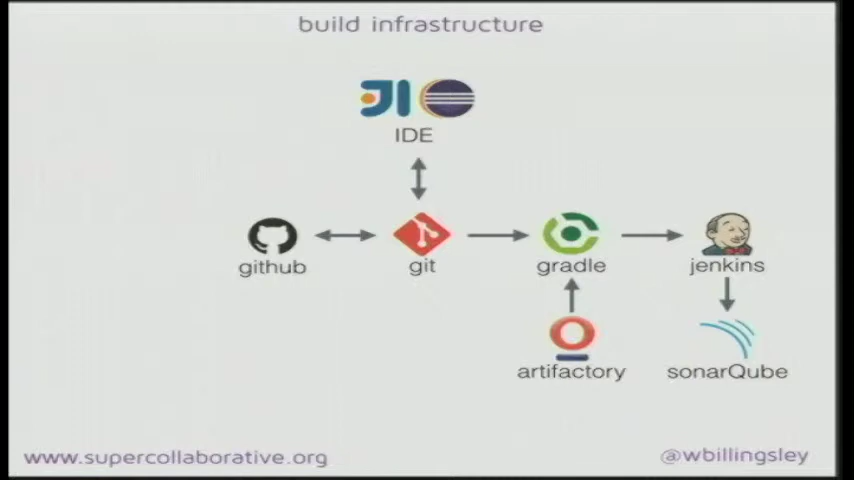 build infrastructure
IDE
github
git
gradle
jenkins
artifactory
sonarQube
www.supercollaborative.org
@wbillingsley